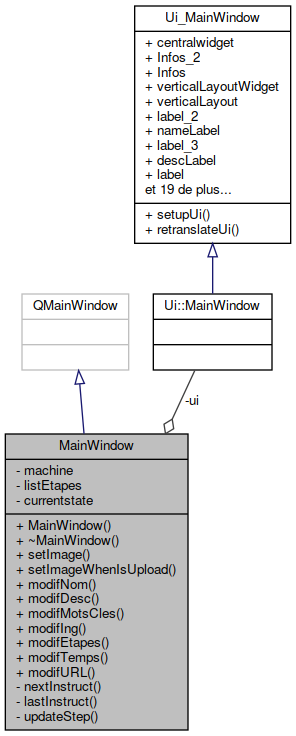 Ui_MainWindow
+ centralwidget
+ Infos_2
+ Infos
+ verticalLayoutWidget
+ verticalLayout
+ label_2
+ nameLabel
+ label_3
+ descLabel
+ label
et 19 de plus...
+ setupUi()
+ retranslateUi()
QMainWindow
Ui::MainWindow
-ui
MainWindow
- machine
- listEtapes
- currentstate
+ MainWindow()
+ ~MainWindow()
+ setImage()
+ setImageWhenIsUpload()
+ modifNom()
+ modifDesc()
+ modifMotsCles()
+ modifIng()
+ modifEtapes()
+ modifTemps()
+ modifURL()
- nextInstruct()
- lastInstruct()
- updateStep()